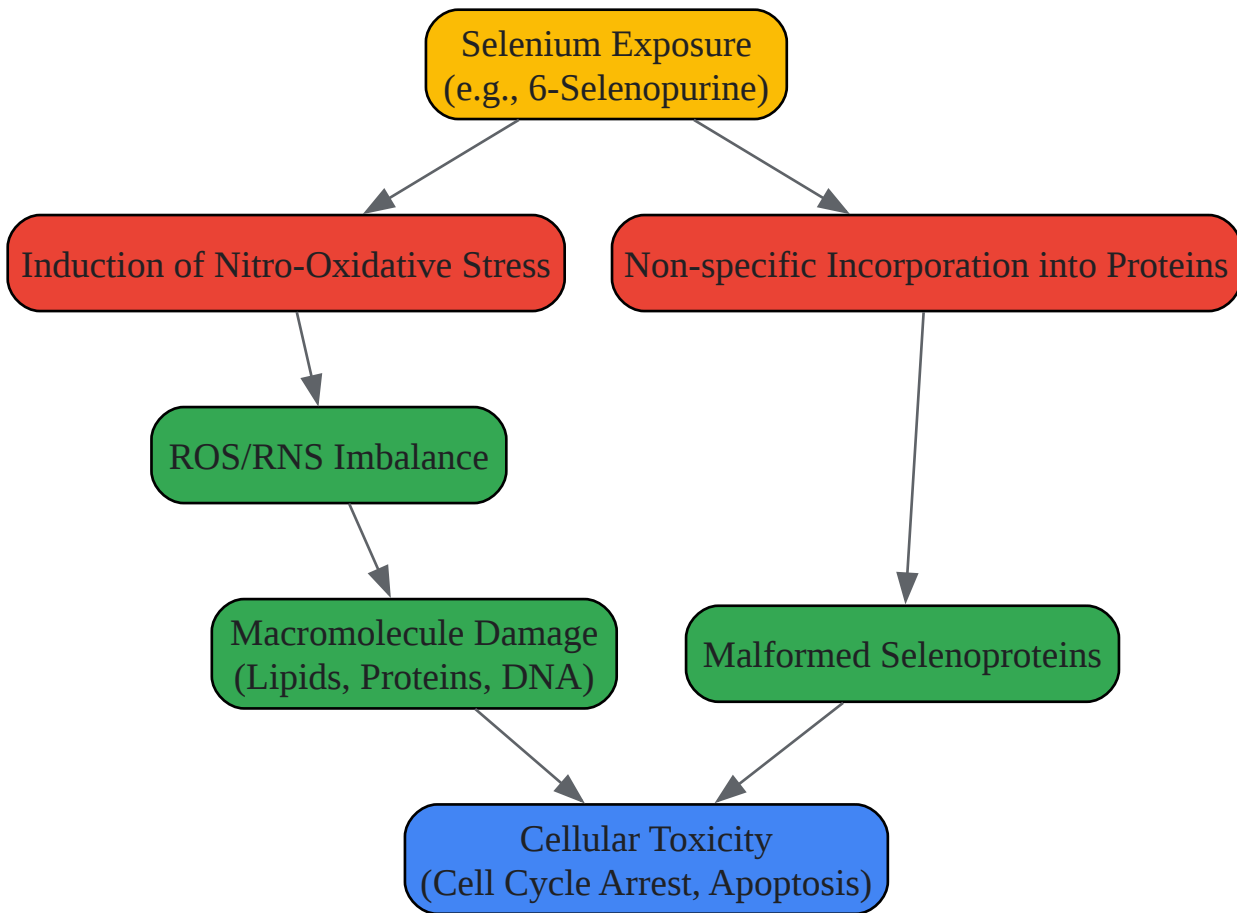 Selenium Exposure
(e.g., 6-Selenopurine)
Induction of Nitro-Oxidative Stress
Non-specific Incorporation into Proteins
ROS/RNS Imbalance
Macromolecule Damage
(Lipids, Proteins, DNA)
Malformed Selenoproteins
Cellular Toxicity
(Cell Cycle Arrest, Apoptosis)